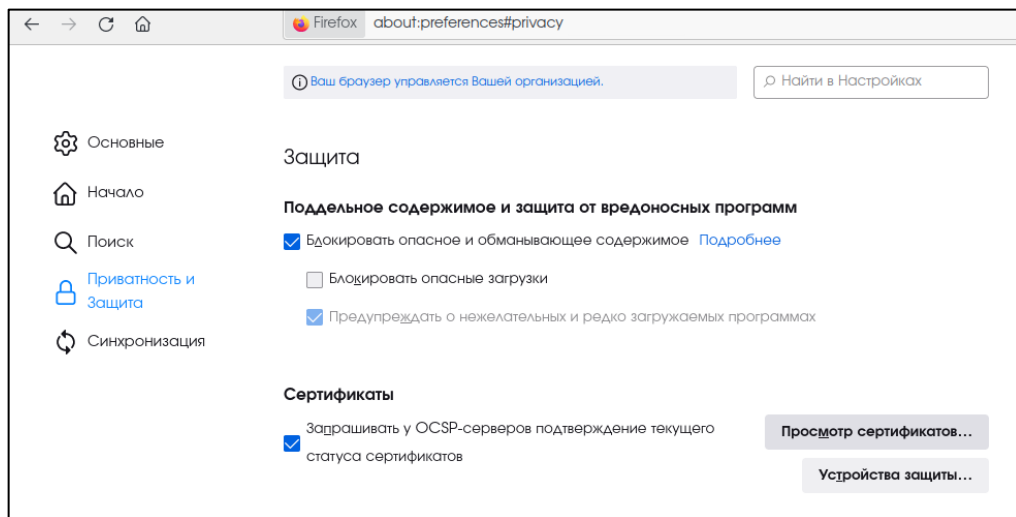 Firefox about:preferences#privacy
Ваш браузер управляется Вашей организацией.
Найти в Настройках
Основные
Начало
Поиск
Приватность и
Защита
Синхронизация
Защита
Поддельное содержимое и защита от вредоносных программ
Блокировать опасное и обманывающее содержимое Подробнее
Блокировать опасные загрузки
Предупреждать о нежелательных и редко загружаемых программах
Сертификаты
Запрашивать у OCSP-серверов подтверждение текущего
статуса сертификатов
Просмотр сертификатов...
Устройства защиты...